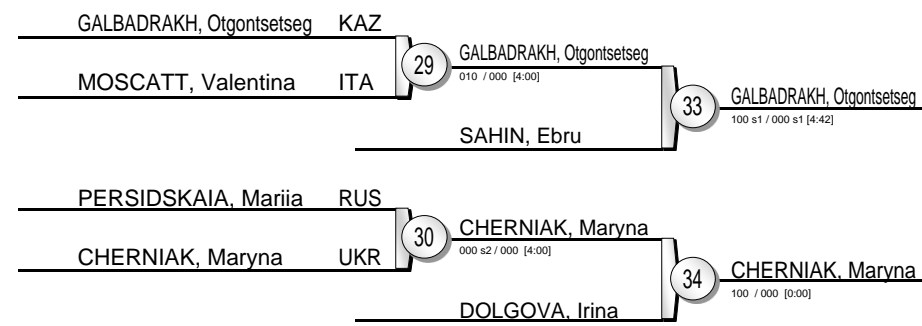 GALBADRAKH, Otgontsetseg KAZ
MOSCATT, Valentina ITA
29
GALBADRAKH, Otgontsetseg
010 / 000 [4:00]
SAHIN, Ebru
33
GALBADRAKH, Otgontsetseg
100 s1 / 000 s1 [4:42]
PERSIDSKAIA, Mariia RUS
CHERNIAK, Maryna UKR
30
CHERNIAK, Maryna
000 s2 / 000 [4:00]
DOLGOVA, Irina
34
CHERNIAK, Maryna
100 / 000 [0:00]